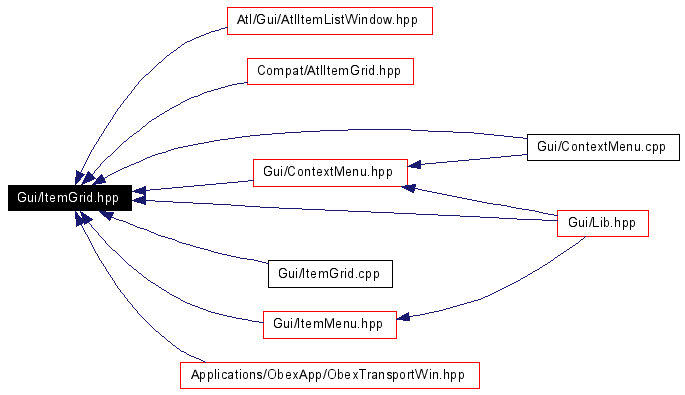 Atl/Gui/AtlItemListWindow.hpp
Compat/AtlItemGrid.hpp
Gui/ContextMenu.cpp
Gui/ContextMenu.hpp
Gui/ItemGrid.hpp
Gui/Lib.hpp
Gui/ItemGrid.cpp
Gui/ItemMenu.hpp
Applications/ObexApp/ObexTransportWin.hpp